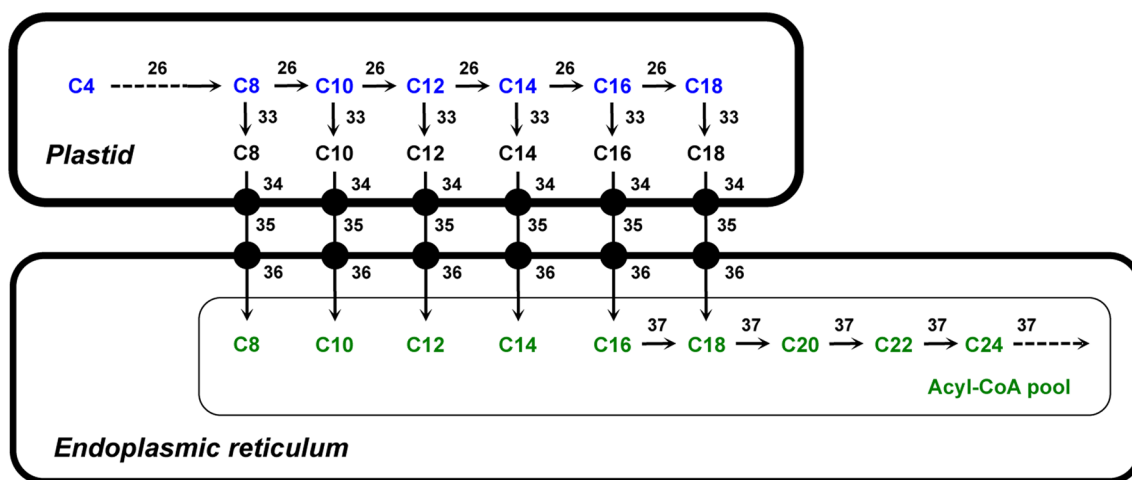 26 26 26 26 26 26
C4 C8 C10 C12 C14 C16 C18
33 33 33 33 33 33
Plastid C8 C10 C12 C14 C16 C18
34 34 34 34 34 34
35 35 35 35 35 35
36 36 36 36 36 36
37 37 37 37 37
C8 C10 C12 C14 C16 C18 C20 C22 C24
Acyl-CoA pool
Endoplasmic reticulum